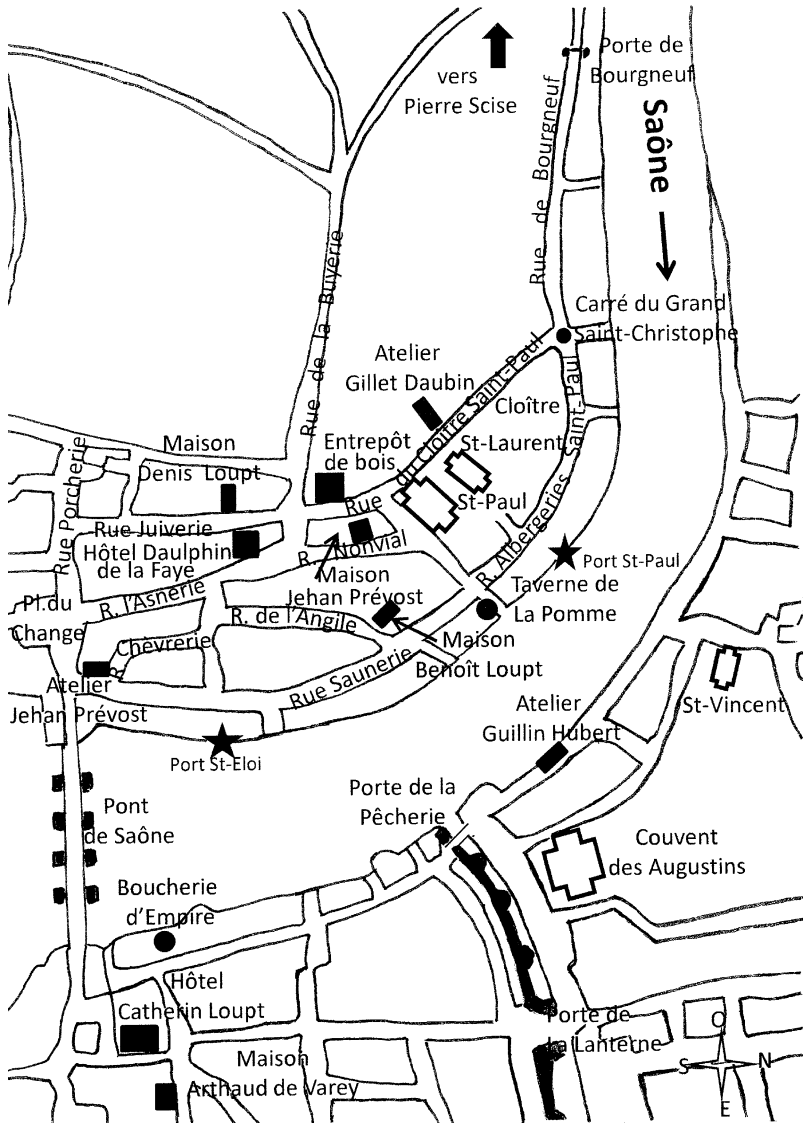 Porte de
Bourgneuf
vers
Pierre Scise
Saône
Rue de Bourgneuf
Rue de la Buyerie
Carré du Grand
Saint-Christophe
Atelier
Gillet Daubin
Rue du Cloître Saint-Paul
Cloître
St-Laurent
St-Paul
R. Albergeries Saint-Paul
Entrepôt
de bois
Maison
Denis Loupt
Rue Porcherie
Rue Juiverie
Hôtel Daulphin
de la Faye
R. Nonvial
Maison
Jehan Prévost
Port St-Paul
Taverne de
La Pomme
R. l'Asnerie
Pl.du
Change
R. de l'Angile
R. Chèvrerie
Maison
Benoît Loupt
Rue Saunerie
Atelier
Jehan Prévost
Port St-Eloi
Atelier
Guillin Hubert
St-Vincent
Porte de la
Pêcherie
Pont
de Saône
Couvent
des Augustins
Boucherie
d'Empire
Hôtel
Catherin Loupt
Porte de
La Lanterne
Maison
Arthaud de Varey
O
S
N
E